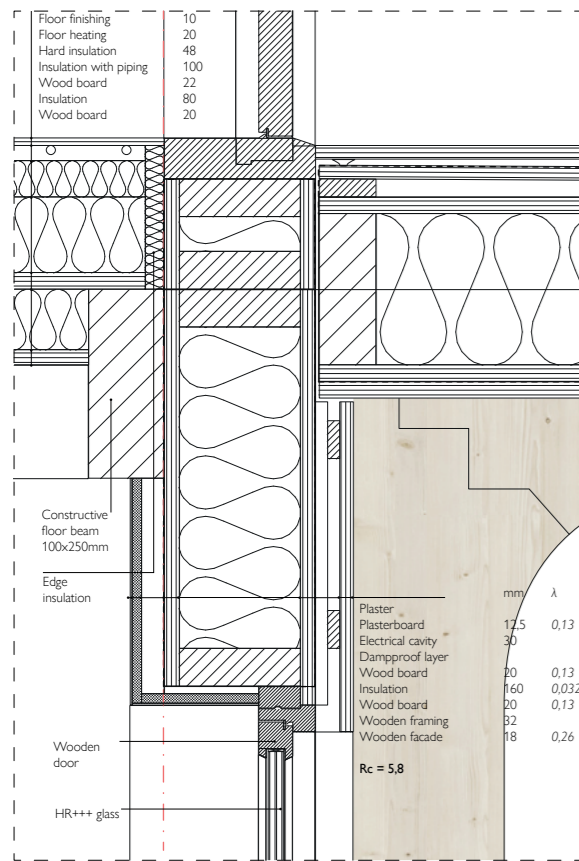 Floor finishing 10
Floor heating 20
Hard insulation 48
Insulation with piping 100
Wood board 22
Insulation 80
Wood board 20
Constructive
floor beam
100x250mm
Edge
insulation
mm λ
Plaster
Plasterboard 12,5 0,13
Electrical cavity 30
Dampproof layer
Wood board 20 0,13
Insulation 160 0,032
Wood board 20 0,13
Wooden framing 32
Wooden facade 18 0,26
Rc = 5,8
Wooden
door
HR+++ glass